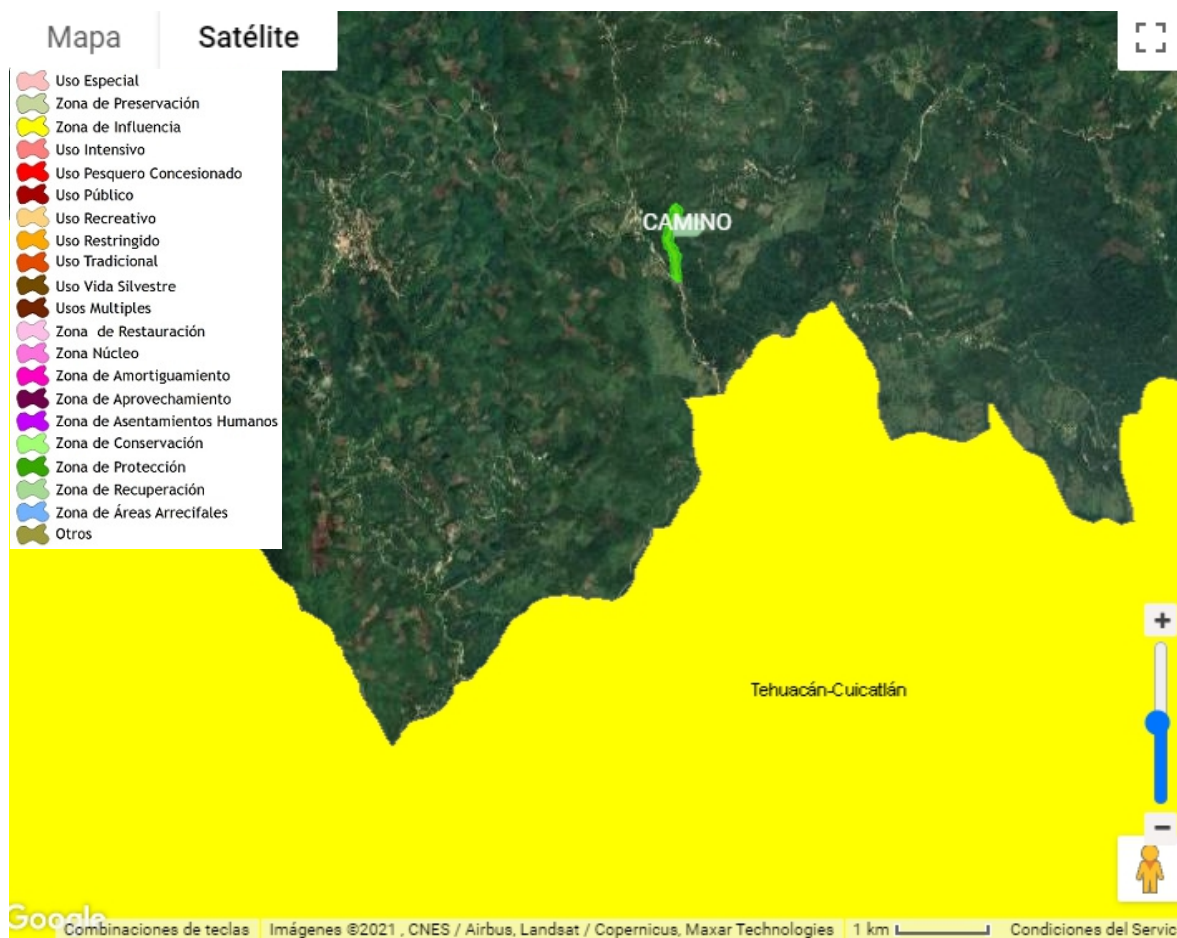 Mapa
Satélite
Uso Especial
Zona de Preservación
Zona de Influencia
Uso Intensivo
Uso Pesquero Concesionado
Uso Público
Uso Recreativo
Uso Restringido
Uso Tradicional
Uso Vida Silvestre
Usos Multiples
Zona de Restauración
Zona Núcleo
Zona de Amortiguamiento
Zona de Aprovechamiento
Zona de Asentamientos Humanos
Zona de Conservación
Zona de Protección
Zona de Recuperación
Zona de Áreas Arrecifales
Otros
CAMINO
Tehuacán-Cuicatlán
+
−
Google
Combinaciones de teclas
Imágenes ©2021 , CNES / Airbus, Landsat / Copernicus, Maxar Technologies
1 km
Condiciones del Servic